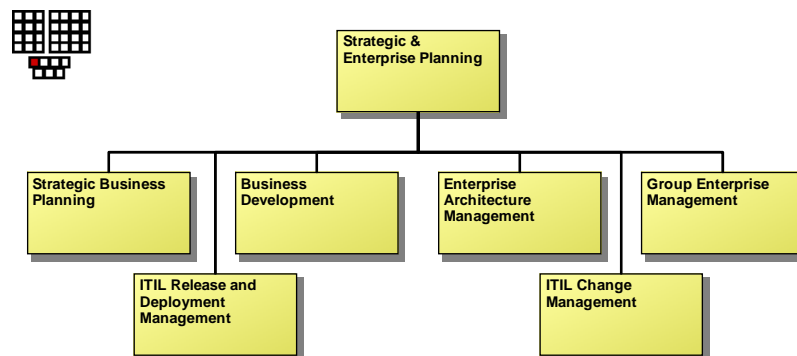 Strategic &
Enterprise Planning
Strategic Business
Planning
Business
Development
Enterprise
Architecture
Management
Group Enterprise
Management
ITIL Release and
Deployment
Management
ITIL Change
Management